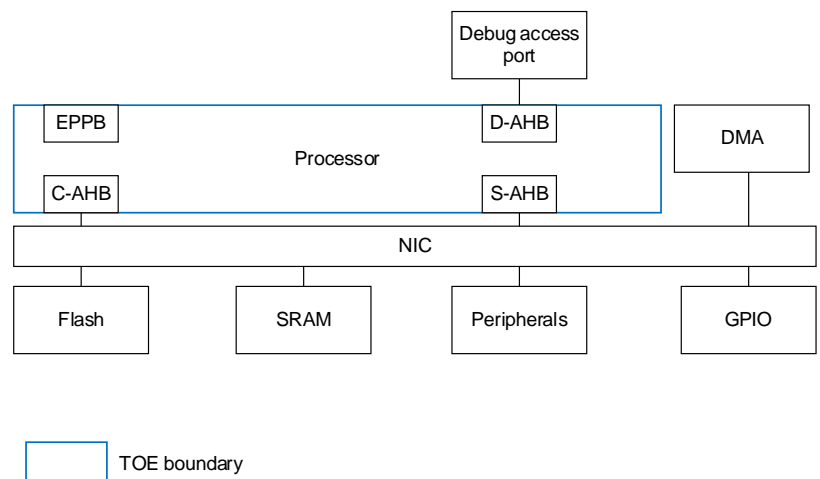 Debug access
port
EPPB
D-AHB
DMA
Processor
C-AHB
S-AHB
NIC
Flash
SRAM
Peripherals
GPIO
TOE boundary